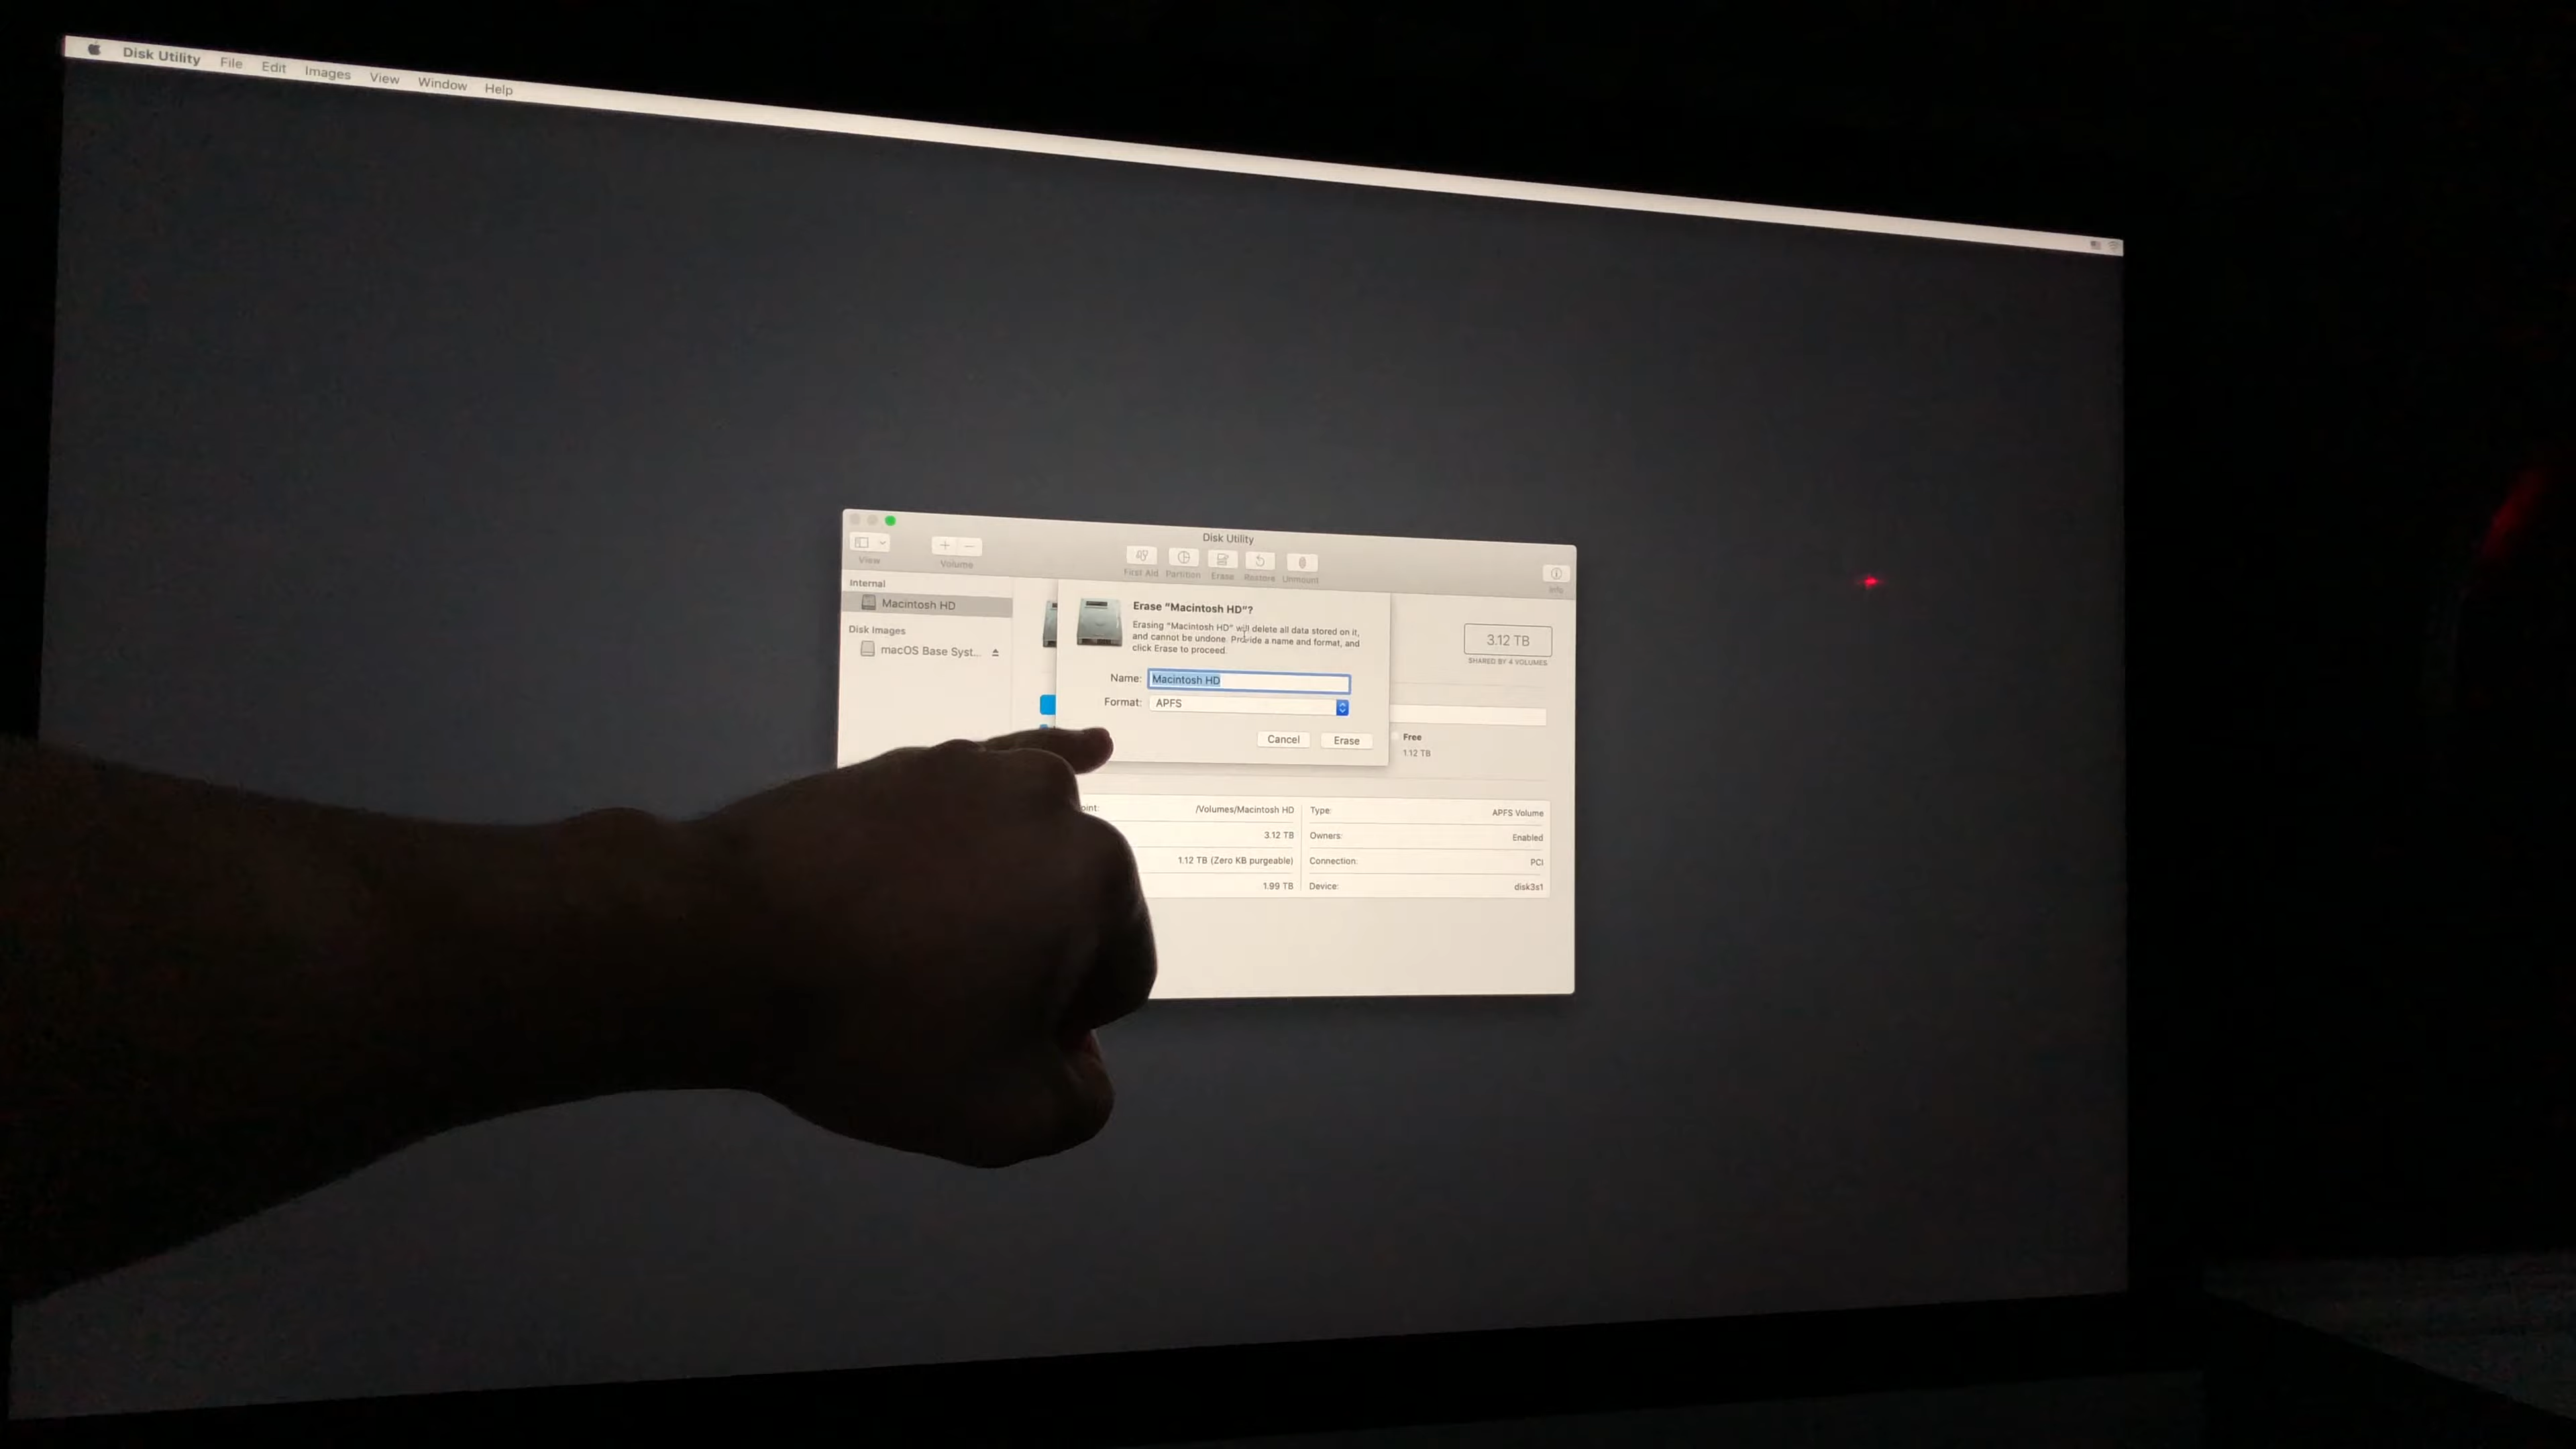 Disk Utility File Edit Images View Window Help
Disk Utility
View
Volume
First Aid Partition Erase Restore Unmount
Info
Internal
Macintosh HD
Disk Images
macOS Base Syst...
Erase "Macintosh HD"?
Erasing "Macintosh HD" will delete all data stored on it,
and cannot be undone. Provide a name and format, and
click Erase to proceed.
Name: Macintosh HD
Format: APFS
Cancel Erase
3.12 TB
SHARED BY 4 VOLUMES
Free
1.12 TB
oint: /Volumes/Macintosh HD
3.12 TB
1.12 TB (Zero KB purgeable)
1.99 TB
Type: APFS Volume
Owners: Enabled
Connection: PCI
Device: disk3s1